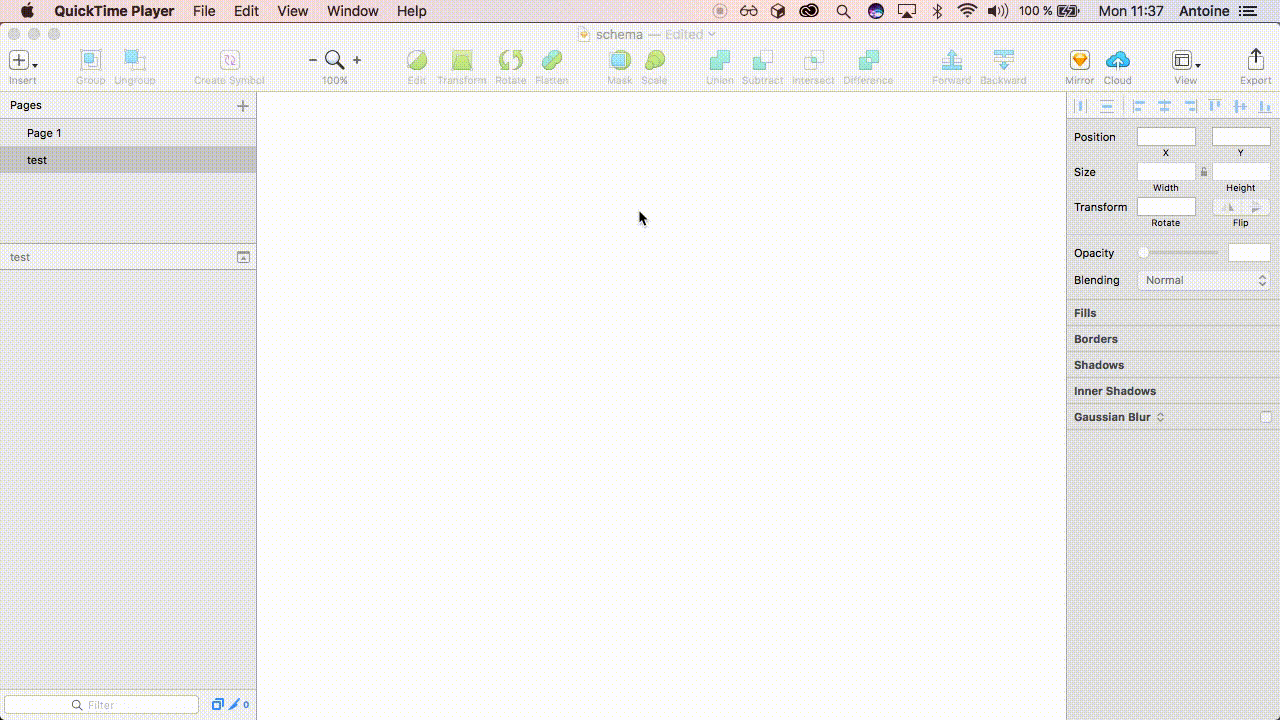 QuickTime Player File Edit View Window Help 100 % Mon 11:37 Antoine
schema — Edited
Insert Group Ungroup Create Symbol 100% Edit Transform Rotate Flatten Mask Scale Union Subtract Intersect Difference Forward Backward Mirror Cloud View Export
Pages
Page 1
test
test
Filter 0
Position
X Y
Size
Width Height
Transform
Rotate Flip
Opacity
Blending Normal
Fills
Borders
Shadows
Inner Shadows
Gaussian Blur